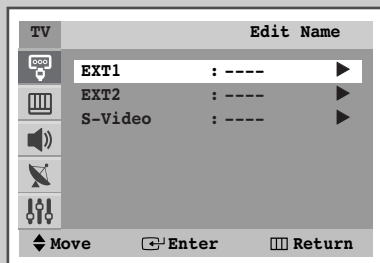 TV Edit Name
EXT1 : ----
EXT2 : ----
S-Video : ----
Move Enter Return